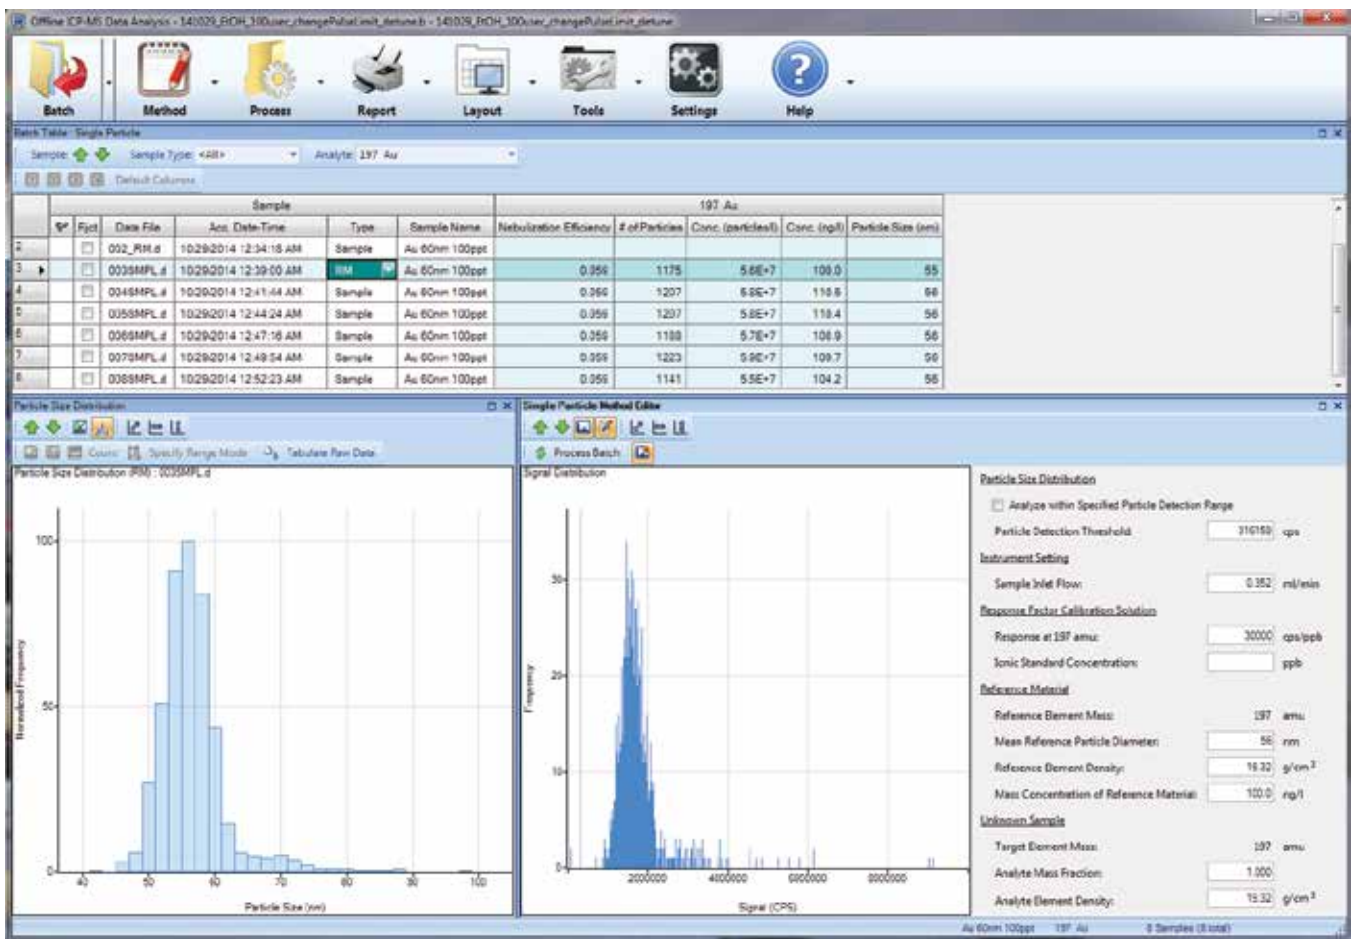 Offline ICP-MS Data Analysis - 141029_EtOH_100usec_changePulseLimit_detune.b - 141029_EtOH_100usec_changePulseLimit_detune
Batch Method Process Report Layout Tools Settings Help
Batch Table : Single Particle
Sample: Sample Type: <All> Analyte: 197 Au
Default Columns
Sample 197 Au
Rjct Data File Acq. Date-Time Type Sample Name Nebulization Efficiency # of Particles Conc. (particles/l) Conc. (ng/l) Particle Size (nm)
2 002_RM.d 10/29/2014 12:34:18 AM Sample Au 60nm 100ppt
3 003SMPL.d 10/29/2014 12:39:00 AM RM Au 60nm 100ppt 0.056 1175 5.6E+7 100.0 55
4 004SMPL.d 10/29/2014 12:41:44 AM Sample Au 60nm 100ppt 0.056 1207 5.8E+7 56
5 005SMPL.d 10/29/2014 12:44:24 AM Sample Au 60nm 100ppt 0.056 1207 5.8E+7 56
6 006SMPL.d 10/29/2014 12:47:16 AM Sample Au 60nm 100ppt 0.056 5.7E+7 108.9 56
7 007SMPL.d 10/29/2014 12:49:54 AM Sample Au 60nm 100ppt 0.056 1223 5.9E+7 109.7 56
8 008SMPL.d 10/29/2014 12:52:23 AM Sample Au 60nm 100ppt 0.056 1141 5.5E+7 104.2 56
Particle Size Distribution
Count Specify Range Mode Tabulate Raw Data
Particle Size Distribution (RM) : 003SMPL.d
Normalized Frequency
100
50
0
40 50 60 70 80 90 100
Particle Size (nm)
Single Particle Method Editor
Process Batch
Signal Distribution
Frequency
30
20
10
0
2000000 4000000 6000000 8000000
Signal (CPS)
Particle Size Distribution
Analyze within Specified Particle Detection Range
Particle Detection Threshold: cps
Instrument Setting
Sample Inlet Flow: 0.352 ml/min
Response Factor Calibration Solution
Response at 197 amu: 30000 cps/ppb
Ionic Standard Concentration: ppb
Reference Material
Reference Element Mass: 197 amu
Mean Reference Particle Diameter: 56 nm
Reference Element Density: 19.32 g/cm³
Mass Concentration of Reference Material: 100.0 ng/l
Unknown Sample
Target Element Mass: 197 amu
Analyte Mass Fraction: 1.000
Analyte Element Density: 19.32 g/cm³
Au 60nm 100ppt 197 Au 8 Samples (8 total)